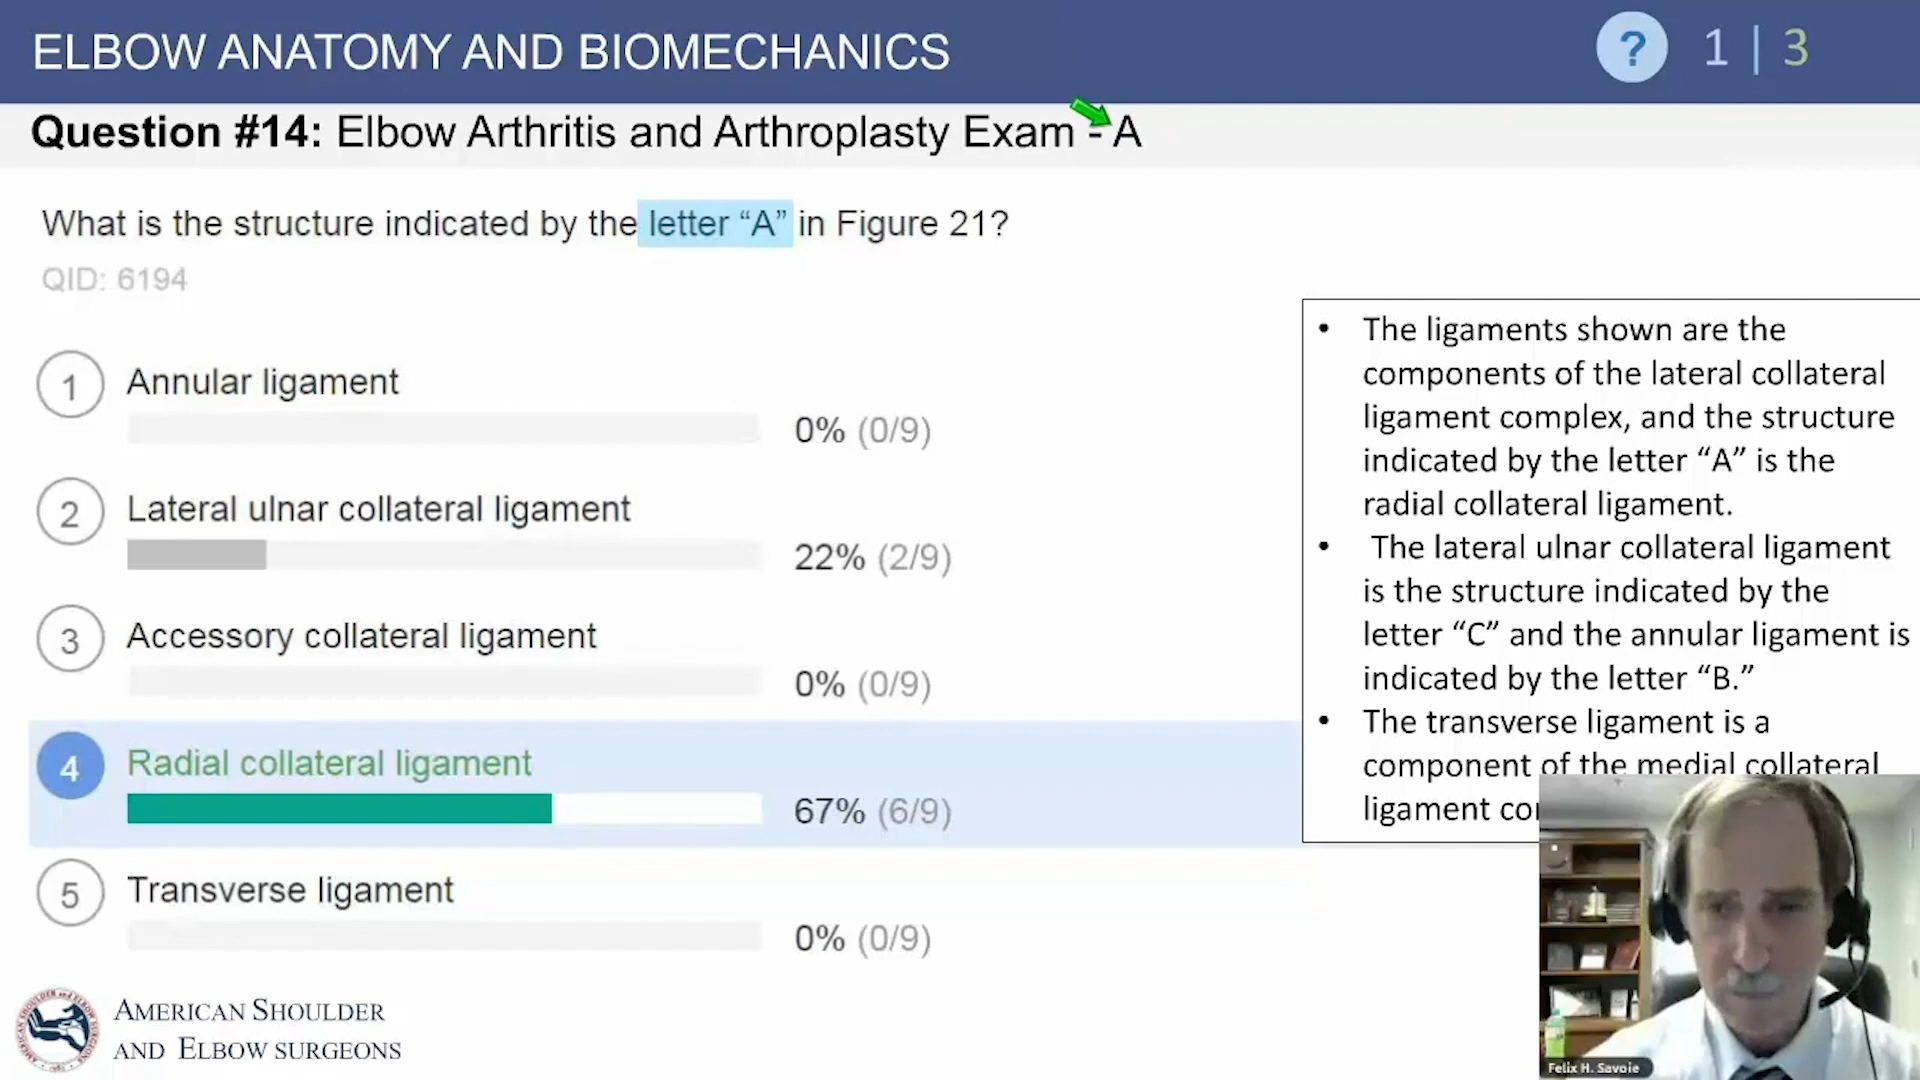 ELBOW ANATOMY AND BIOMECHANICS
? 1 | 3
Question #14: Elbow Arthritis and Arthroplasty Exam - A
What is the structure indicated by the letter “A” in Figure 21?
QID: 6194
1 Annular ligament
0% (0/9)
2 Lateral ulnar collateral ligament
22% (2/9)
3 Accessory collateral ligament
0% (0/9)
4 Radial collateral ligament
67% (6/9)
5 Transverse ligament
0% (0/9)
• The ligaments shown are the
components of the lateral collateral
ligament complex, and the structure
indicated by the letter “A” is the
radial collateral ligament.
• The lateral ulnar collateral ligament
is the structure indicated by the
letter “C” and the annular ligament is
indicated by the letter “B.”
• The transverse ligament is a
component of the medial collateral
ligament
AMERICAN SHOULDER
AND ELBOW SURGEONS
Felix H. Savoie